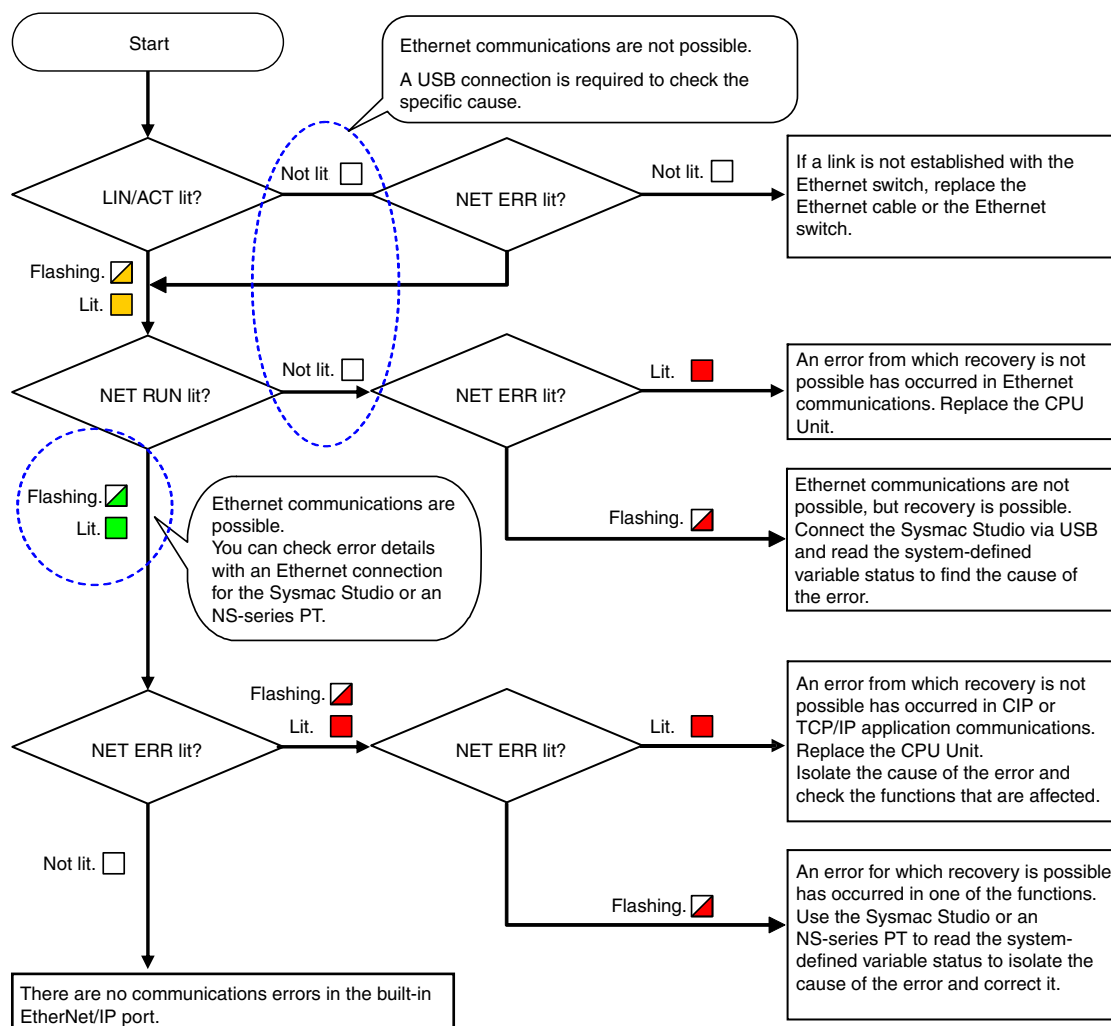 Start
Ethernet communications are not possible.
A USB connection is required to check the
specific cause.
LIN/ACT lit?
Not lit
NET ERR lit?
Not lit.
If a link is not established with the
Ethernet switch, replace the
Ethernet cable or the Ethernet
switch.
Flashing.
Lit.
NET RUN lit?
Not lit.
NET ERR lit?
Lit.
An error from which recovery is not
possible has occurred in Ethernet
communications. Replace the CPU
Unit.
Flashing.
Lit.
Ethernet communications are
possible.
You can check error details
with an Ethernet connection
for the Sysmac Studio or an
NS-series PT.
Flashing.
Ethernet communications are not
possible, but recovery is possible.
Connect the Sysmac Studio via USB
and read the system-defined
variable status to find the cause of
the error.
NET ERR lit?
Flashing.
Lit.
NET ERR lit?
Lit.
An error from which recovery is not
possible has occurred in CIP or
TCP/IP application communications.
Replace the CPU Unit.
Isolate the cause of the error and
check the functions that are affected.
Not lit.
Flashing.
An error for which recovery is possible
has occurred in one of the functions.
Use the Sysmac Studio or an
NS-series PT to read the system-
defined variable status to isolate the
cause of the error and correct it.
There are no communications errors in the built-in
EtherNet/IP port.